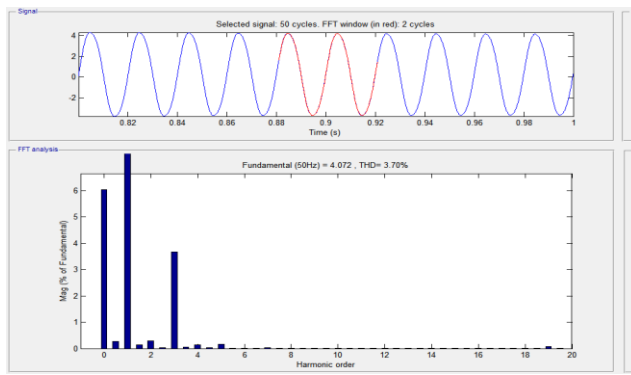 Signal
Selected signal: 50 cycles. FFT window (in red): 2 cycles
4
2
0
-2
0.82 0.84 0.86 0.88 0.9 0.92 0.94 0.96 0.98 1
Time (s)
FFT analysis
Fundamental (50Hz) = 4.072 , THD= 3.70%
Mag (% of Fundamental)
6
5
4
3
2
1
0
0 2 4 6 8 10 12 14 16 18 20
Harmonic order